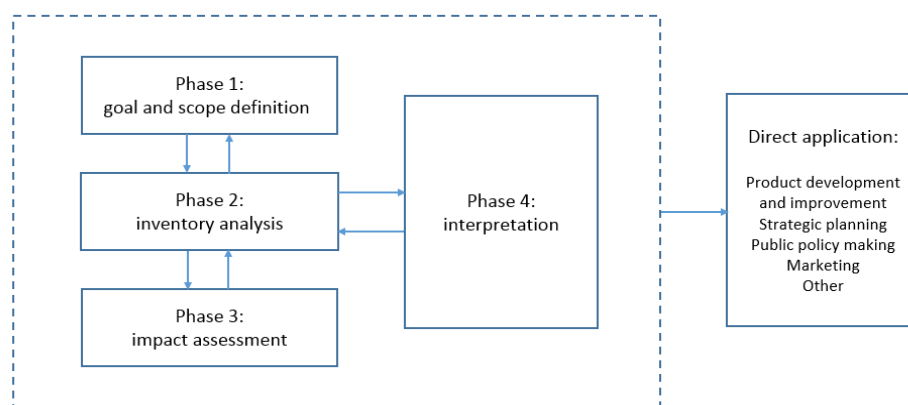 Phase 1:
goal and scope definition
Phase 2:
inventory analysis
Phase 3:
impact assessment
Phase 4:
interpretation
Direct application:
Product development
and improvement
Strategic planning
Public policy making
Marketing
Other